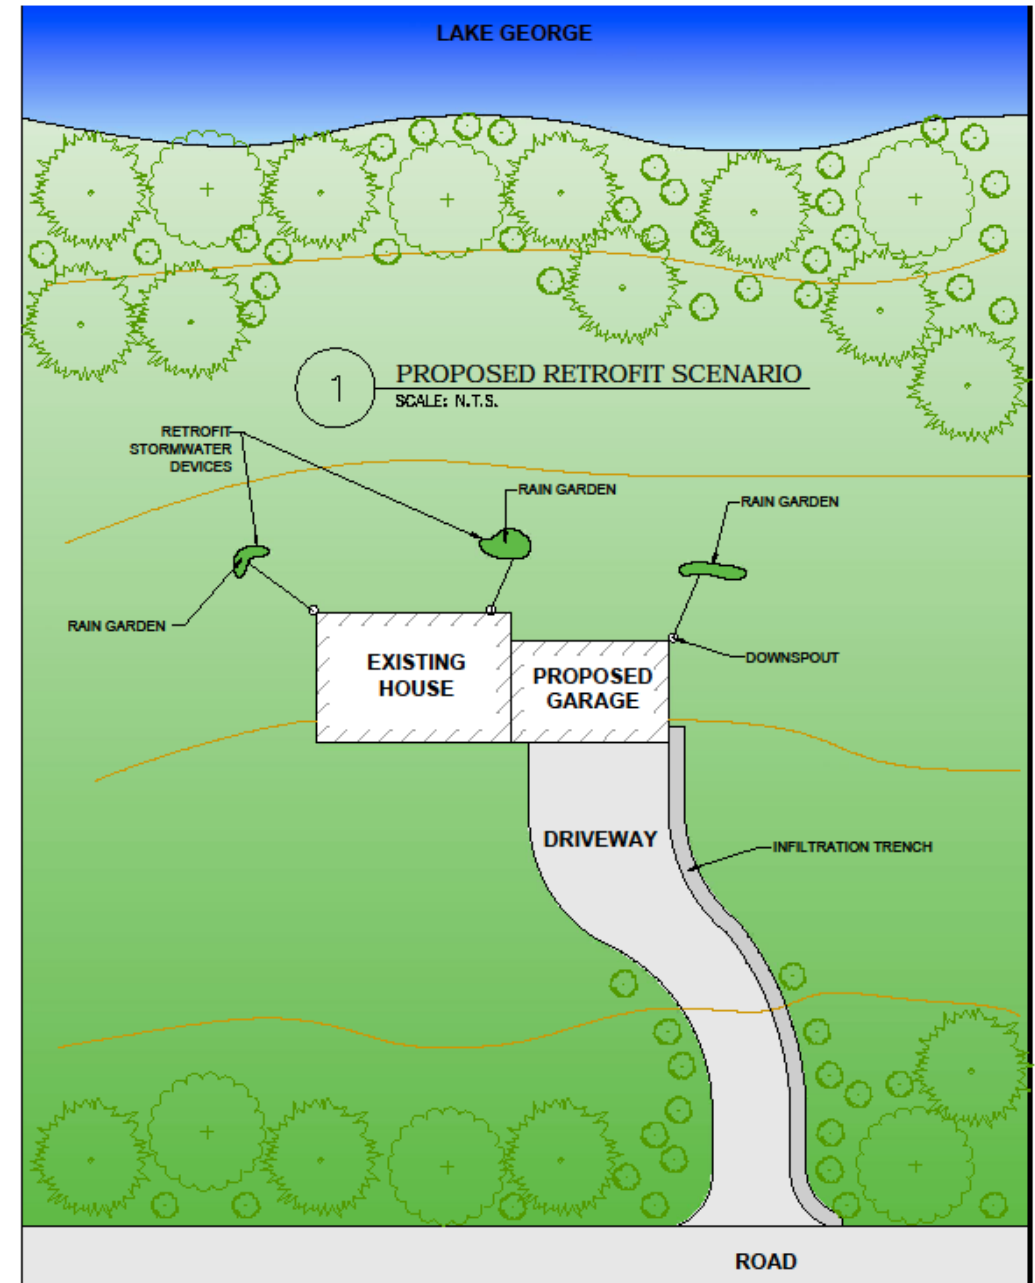 LAKE GEORGE
1
PROPOSED RETROFIT SCENARIO
SCALE: N.T.S.
RETROFIT
STORMWATER
DEVICES
RAIN GARDEN
RAIN GARDEN
RAIN GARDEN
EXISTING
HOUSE
PROPOSED
GARAGE
DOWNSPOUT
DRIVEWAY
INFILTRATION TRENCH
ROAD